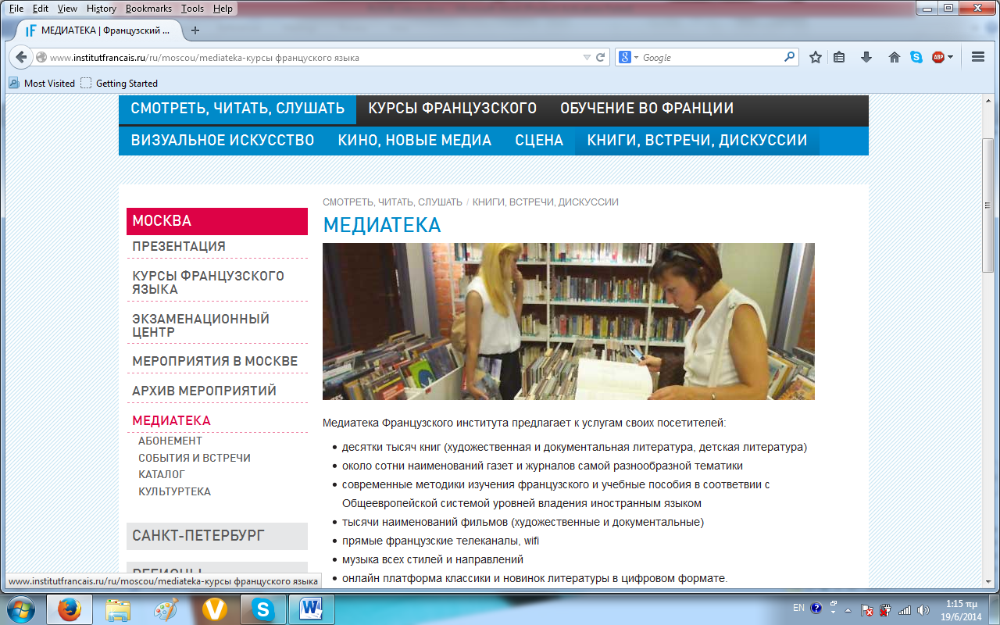 File Edit View History Bookmarks Tools Help
МЕДИАТЕКА | Французский ...
www.institutfrancais.ru/ru/moscou/mediateka-курсы француского языка
Google
ABP
Most Visited Getting Started
СМОТРЕТЬ, ЧИТАТЬ, СЛУШАТЬ КУРСЫ ФРАНЦУЗСКОГО ОБУЧЕНИЕ ВО ФРАНЦИИ
ВИЗУАЛЬНОЕ ИСКУССТВО КИНО, НОВЫЕ МЕДИА СЦЕНА КНИГИ, ВСТРЕЧИ, ДИСКУССИИ
МОСКВА
ПРЕЗЕНТАЦИЯ
КУРСЫ ФРАНЦУЗСКОГО
ЯЗЫКА
ЭКЗАМЕНАЦИОННЫЙ
ЦЕНТР
МЕРОПРИЯТИЯ В МОСКВЕ
АРХИВ МЕРОПРИЯТИЙ
МЕДИАТЕКА
АБОНЕМЕНТ
СОБЫТИЯ И ВСТРЕЧИ
КАТАЛОГ
КУЛЬТУРТЕКА
САНКТ-ПЕТЕРБУРГ
РЕГИОНЫ
СМОТРЕТЬ, ЧИТАТЬ, СЛУШАТЬ / КНИГИ, ВСТРЕЧИ, ДИСКУССИИ
МЕДИАТЕКА
Медиатека Французского института предлагает к услугам своих посетителей:
десятки тысяч книг (художественная и документальная литература, детская литература)
около сотни наименований газет и журналов самой разнообразной тематики
современные методики изучения французского и учебные пособия в соответвии с
Общеевропейской системой уровней владения иностранным языком
тысячи наименований фильмов (художественные и документальные)
прямые французские телеканалы, wifi
музыка всех стилей и направлений
онлайн платформа классики и новинок литературы в цифровом формате.
www.institutfrancais.ru/ru/moscou/mediateka-курсы француского языка
EN
1:15 πμ
19/6/2014